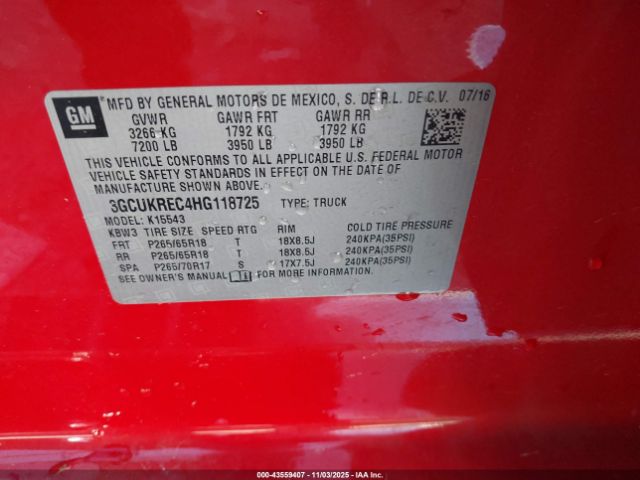 GM
MFD BY GENERAL MOTORS DE MEXICO, S. DE R.L. DE C.V. 07/16
GVWR GAWR FRT GAWR RR
3266 KG 1792 KG 1792 KG
7200 LB 3950 LB 3950 LB
THIS VEHICLE CONFORMS TO ALL APPLICABLE U.S. FEDERAL MOTOR
VEHICLE SAFETY STANDARDS IN EFFECT ON THE DATE OF
MANUFACTURE SHOWN ABOVE.
3GCUKREC4HG118725 TYPE: TRUCK
MODEL: K15543
KBW3 TIRE SIZE SPEED RTG RIM COLD TIRE PRESSURE
FRT P265/65R18 T 18X8.5J 240KPA(35PSI)
RR P265/65R18 T 18X8.5J 240KPA(35PSI)
SPA P265/70R17 S 17X7.5J 240KPA(35PSI)
SEE OWNER'S MANUAL FOR MORE INFORMATION.
000-43559407 - 11/03/2025 - IAA, Inc.